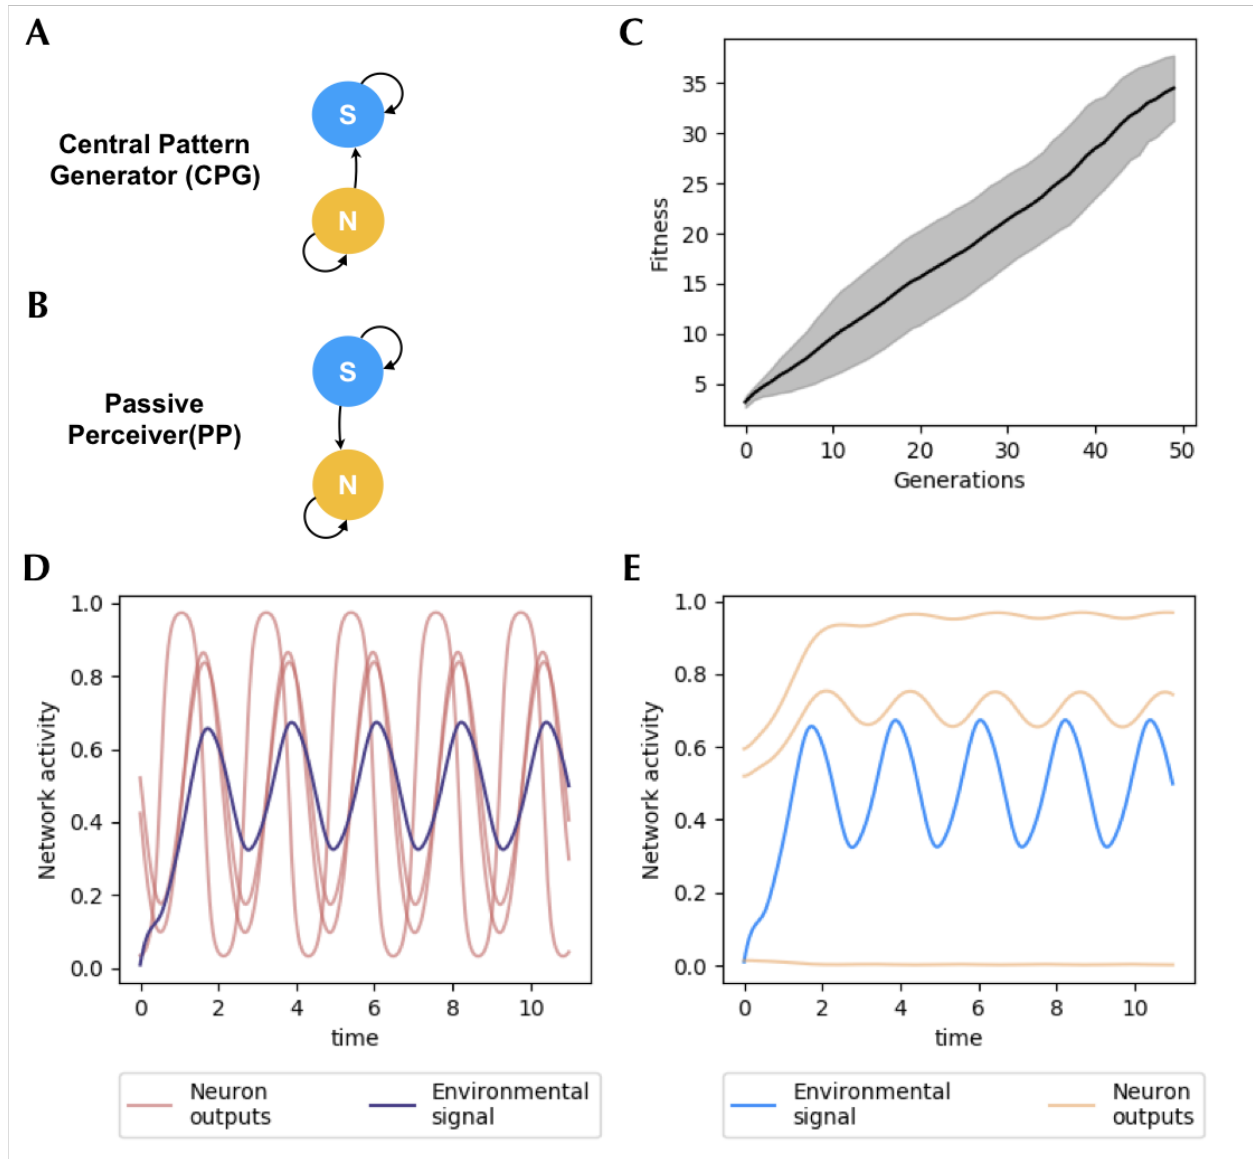 A
S
Central Pattern
Generator (CPG)
N
B
S
Passive
Perceiver(PP)
N
C
Fitness
35
30
25
20
15
10
5
0 10 20 30 40 50
Generations
D
Network activity
1.0
0.8
0.6
0.4
0.2
0.0
0 2 4 6 8 10
time
Neuron
outputs
Environmental
signal
E
Network activity
1.0
0.8
0.6
0.4
0.2
0.0
0 2 4 6 8 10
time
Environmental
signal
Neuron
outputs